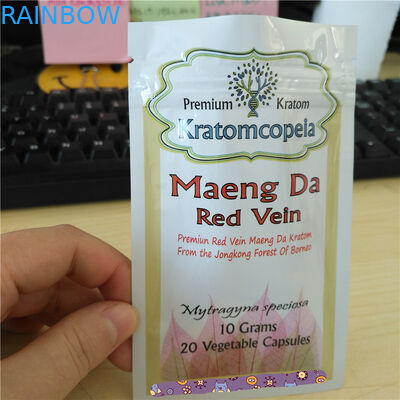 RAINBOW
Premium Kratom
Kratomcopeia
Maeng Da
Red Vein
Premiun Red Vein Maeng Da Kratom
From the Jongkong Forest Of Borneo
Mytragyna speciosa
10 Grams
20 Vegetable Capsules